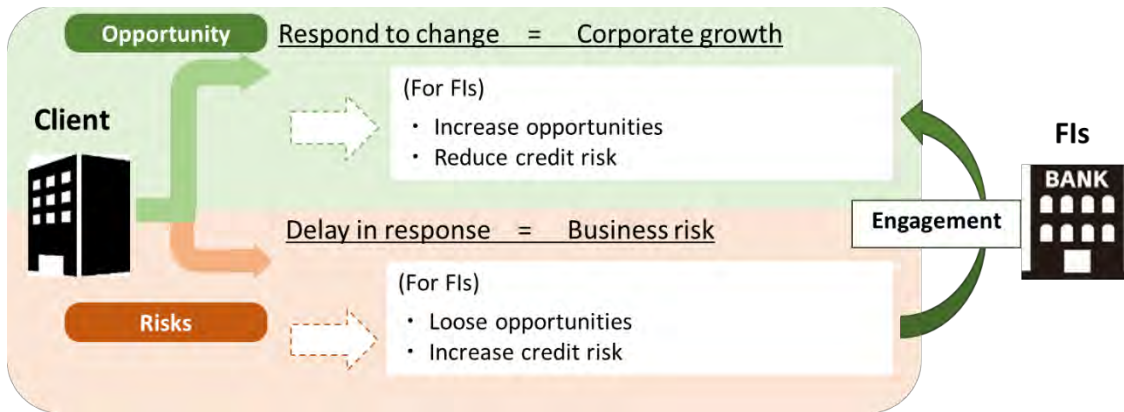 Opportunity
Respond to change = Corporate growth
(For FIs)
・ Increase opportunities
・ Reduce credit risk
Client
FIs
BANK
Engagement
Delay in response = Business risk
(For FIs)
・ Loose opportunities
・ Increase credit risk
Risks